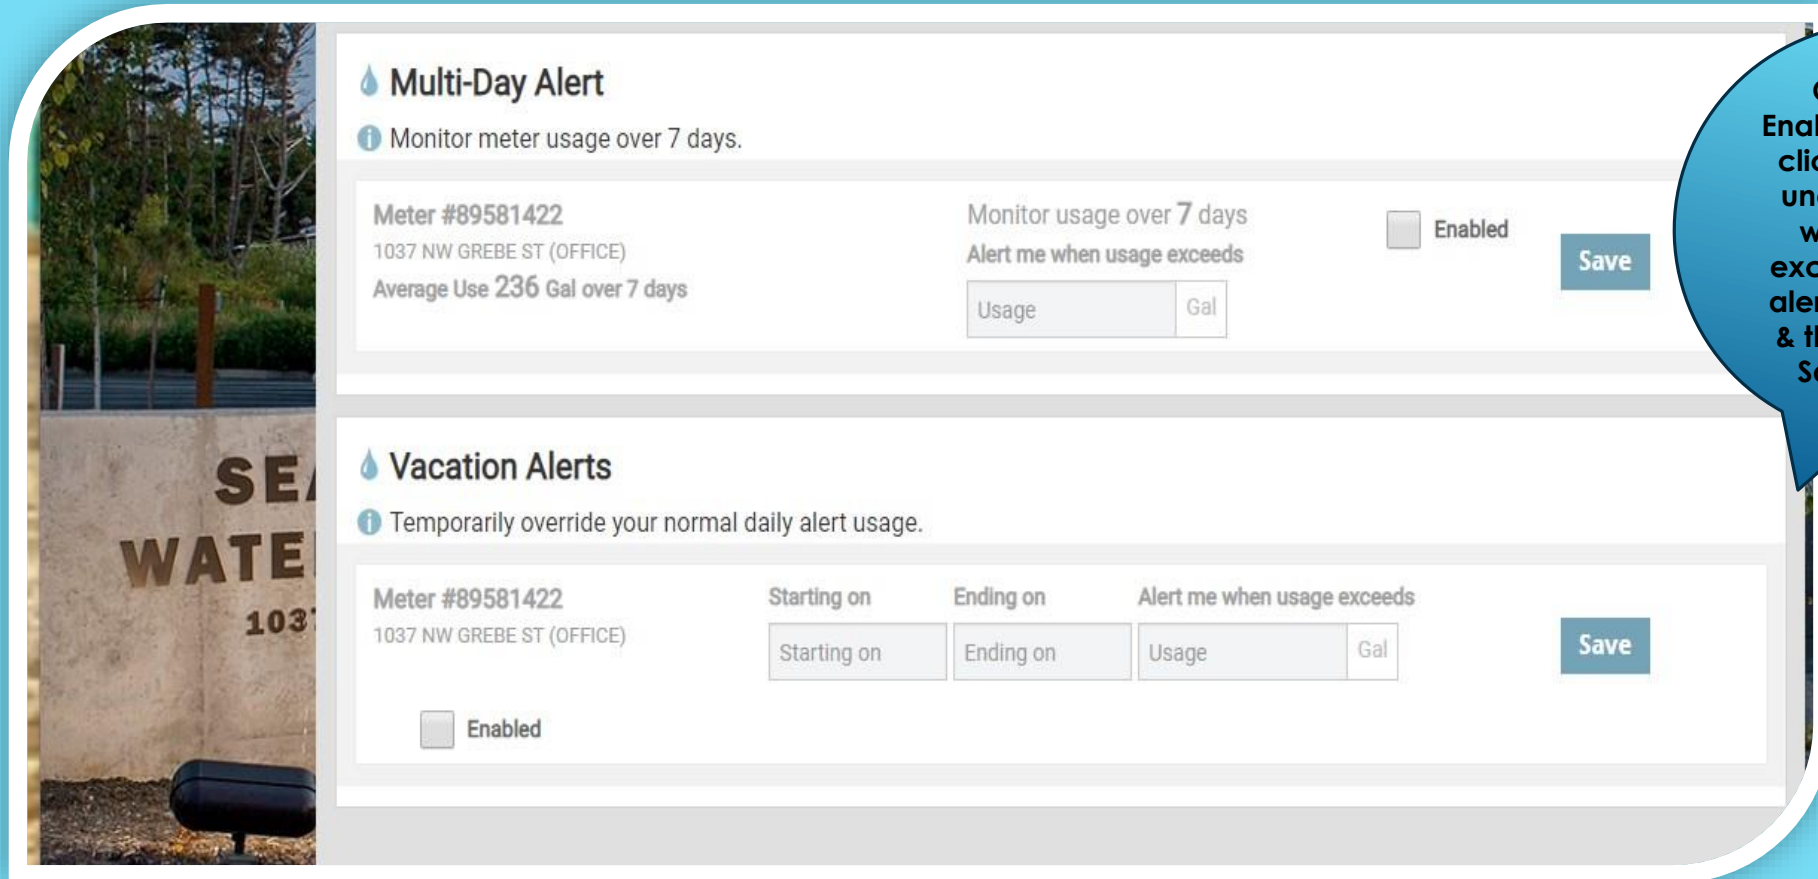 Multi-Day Alert
Monitor meter usage over 7 days.
Meter #89581422
1037 NW GREBE ST (OFFICE)
Average Use 236 Gal over 7 days
Monitor usage over 7 days
Alert me when usage exceeds
Usage Gal
Enabled
Save
Vacation Alerts
Temporarily override your normal daily alert usage.
Meter #89581422
1037 NW GREBE ST (OFFICE)
Starting on
Starting on
Ending on
Ending on
Alert me when usage exceeds
Usage Gal
Save
Enabled
&